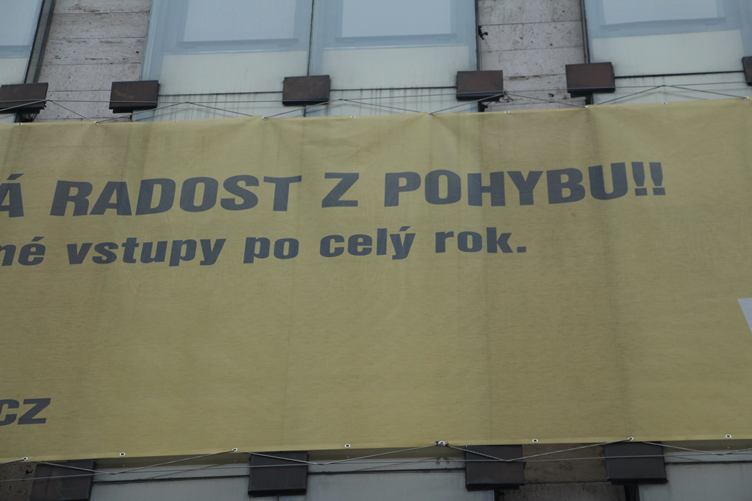 Á RADOST Z POHYBU!!
né vstupy po celý rok.
cz